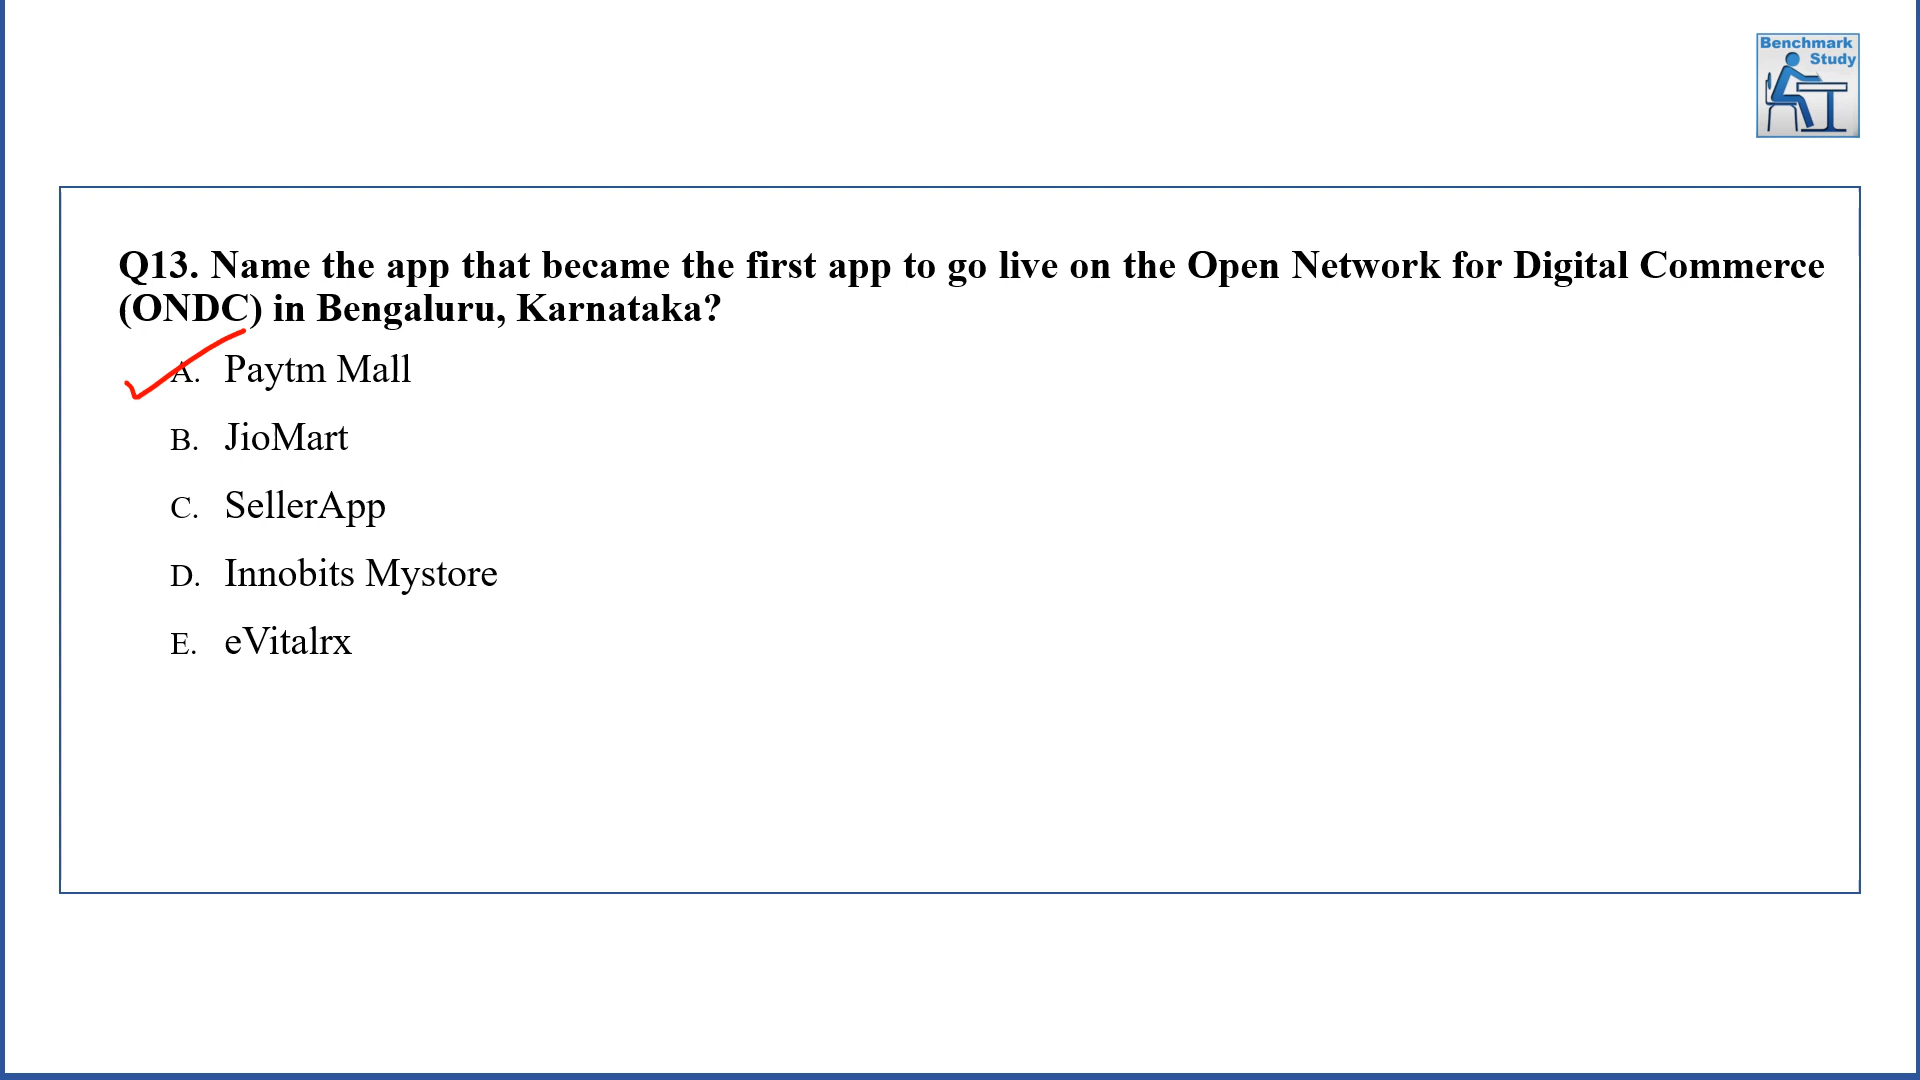 Benchmark
Study
Q13. Name the app that became the first app to go live on the Open Network for Digital Commerce
(ONDC) in Bengaluru, Karnataka?
A. Paytm Mall
B. JioMart
C. SellerApp
D. Innobits Mystore
E. eVitalrx